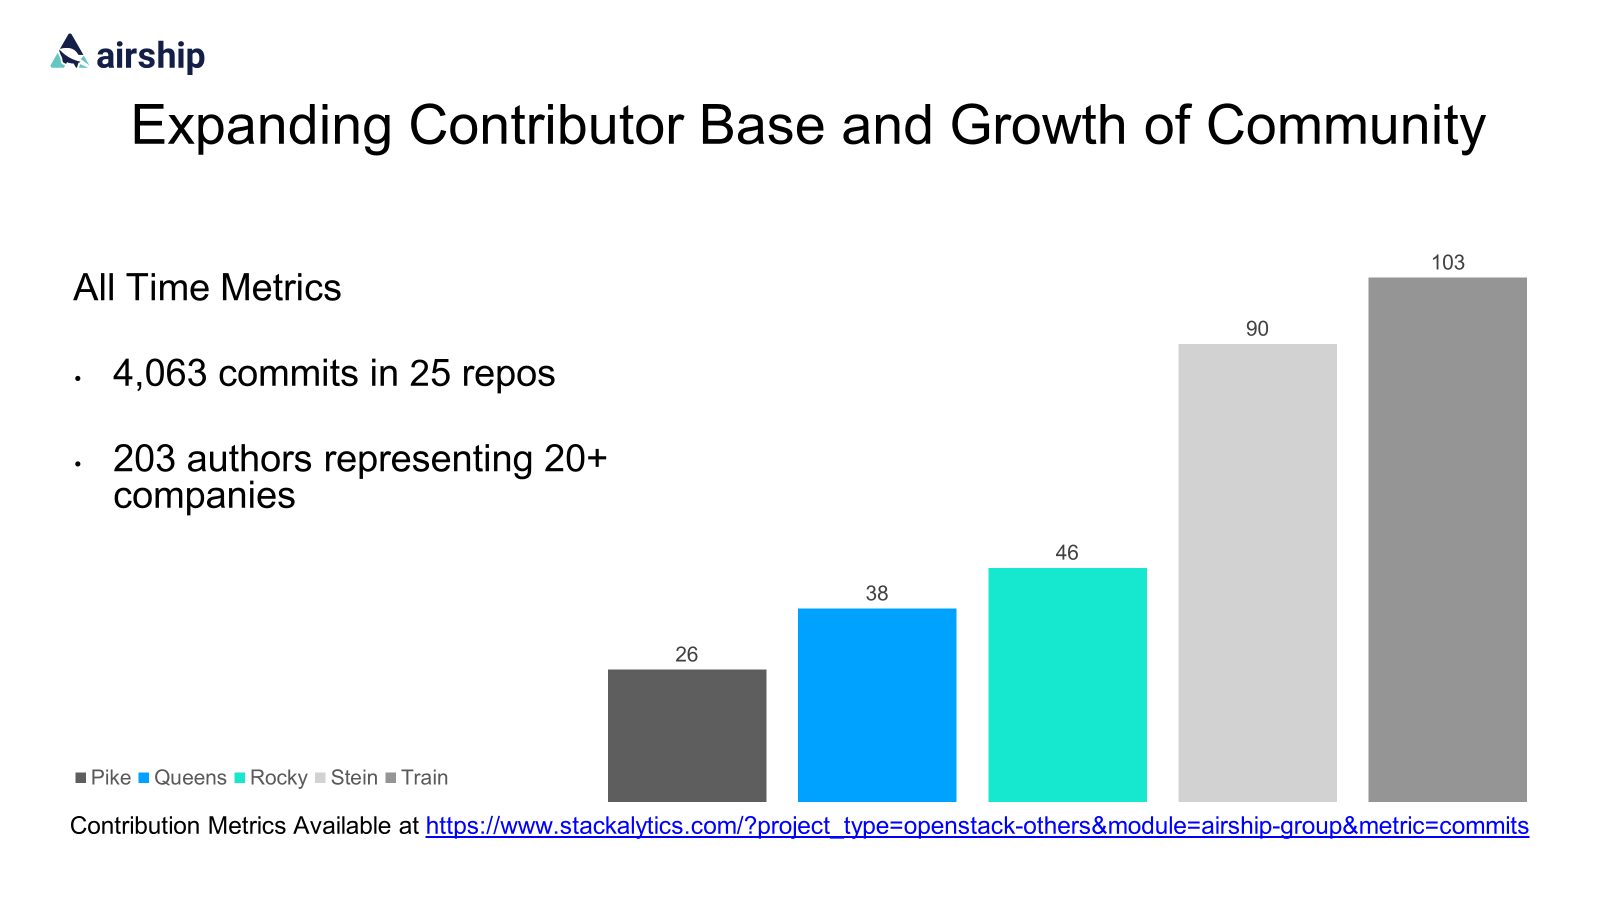 airship
Expanding Contributor Base and Growth of Community
All Time Metrics
• 4,063 commits in 25 repos
• 203 authors representing 20+
companies
26
38
46
90
103
Pike Queens Rocky Stein Train
Contribution Metrics Available at https://www.stackalytics.com/?project_type=openstack-others&module=airship-group&metric=commits